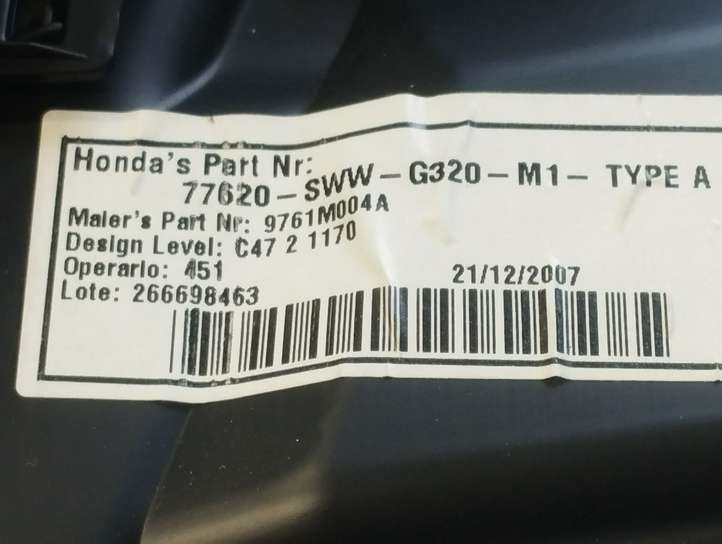 Honda's Part Nr:
77620-SWW-G320-M1- TYPE A
Maier's Part Nr: 9761M004A
Design Level: C47 2 1170
Operario: 451
21/12/2007
Lote: 266698463